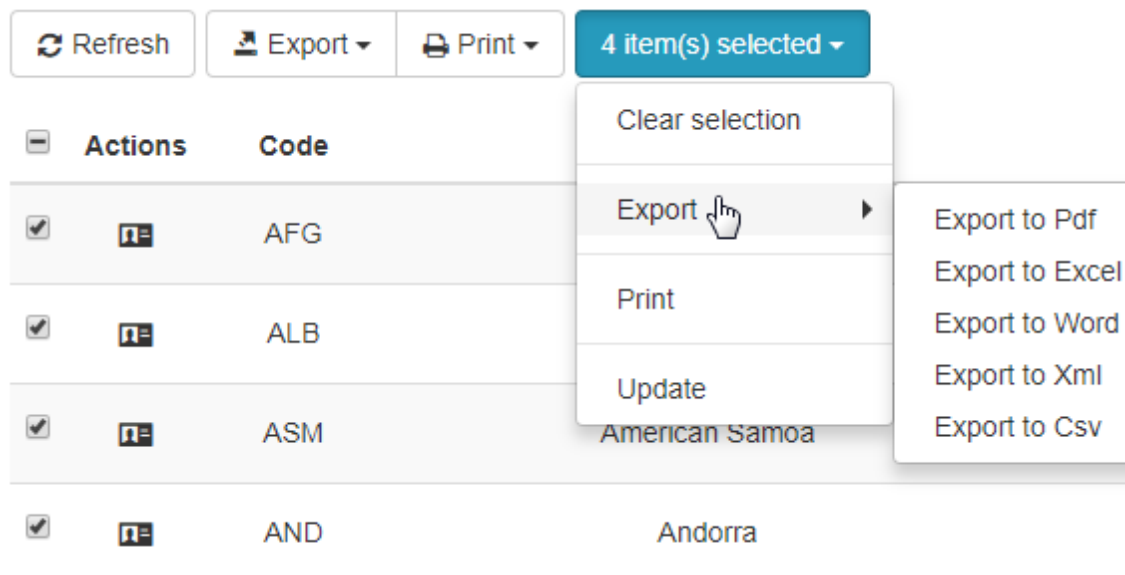 Refresh Export Print 4 item(s) selected
Clear selection
Actions Code
Export
Export to Pdf
AFG
Export to Excel
Print
Export to Word
ALB
Export to Xml
Update
Export to Csv
ASM American Samoa
AND Andorra